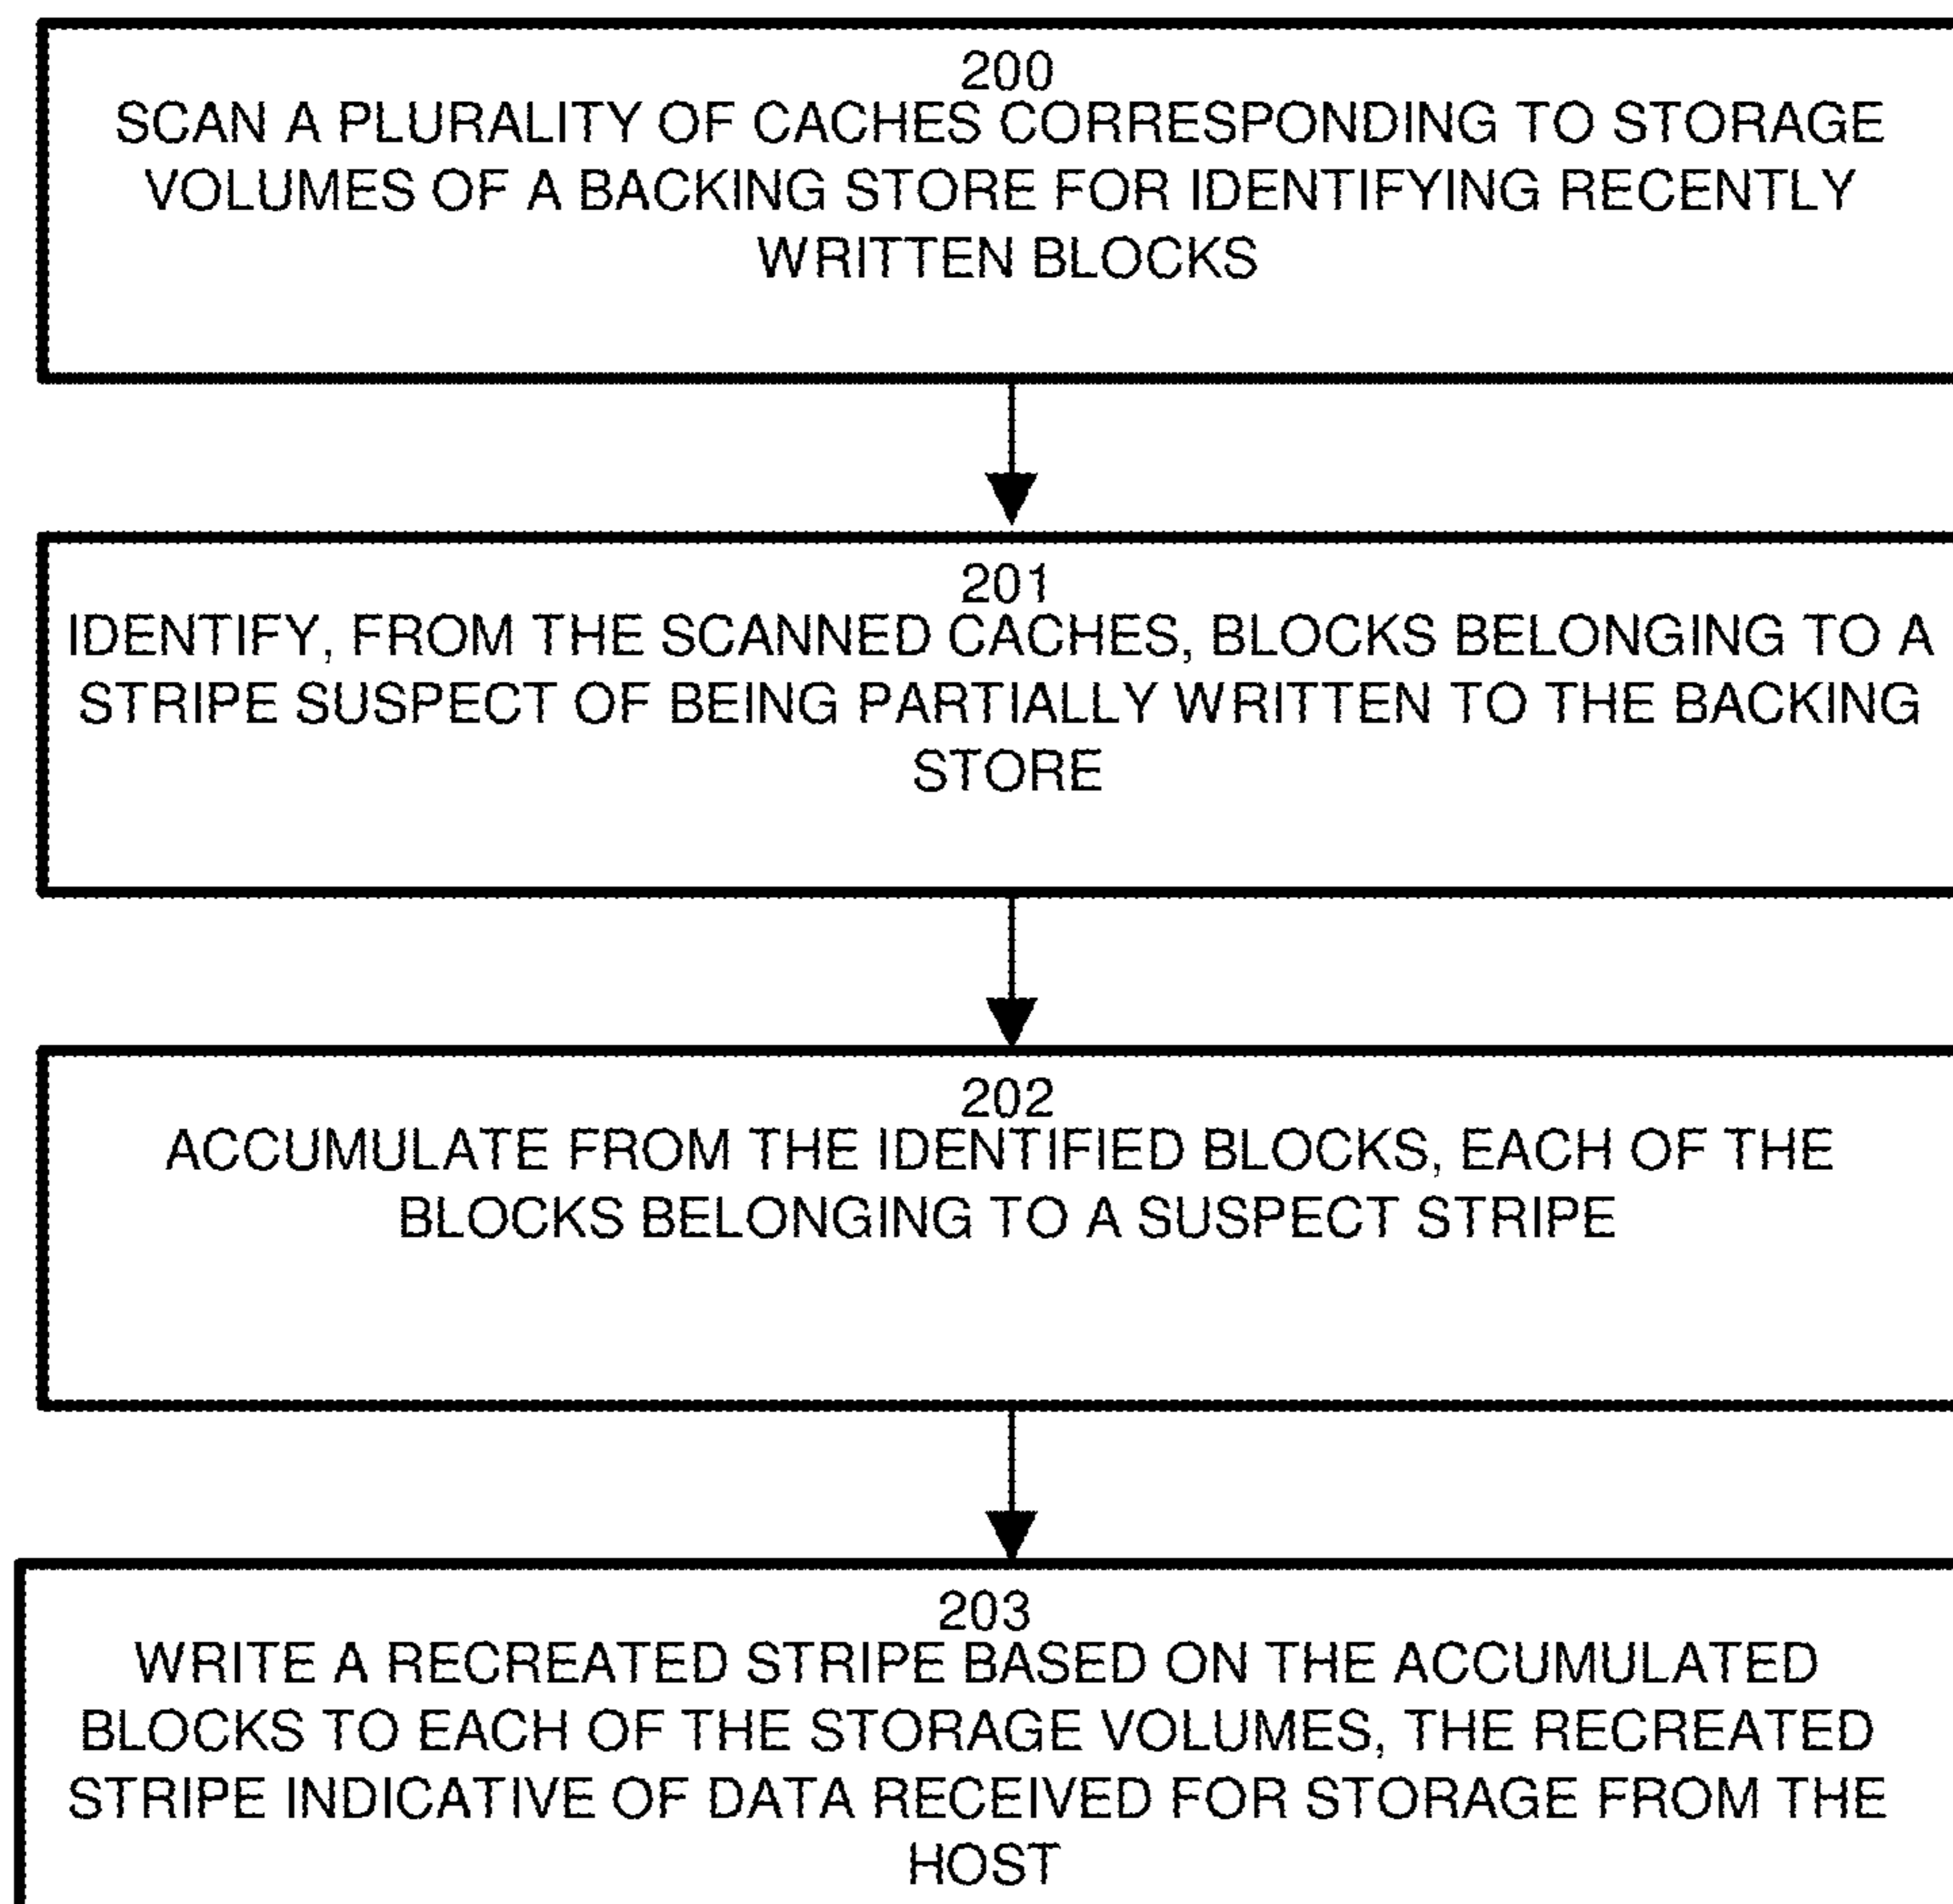 200
SCAN A PLURALITY OF CACHES CORRESPONDING TO STORAGE
VOLUMES OF A BACKING STORE FOR IDENTIFYING RECENTLY
WRITTEN BLOCKS
201
IDENTIFY, FROM THE SCANNED CACHES, BLOCKS BELONGING TO A
STRIPE SUSPECT OF BEING PARTIALLY WRITTEN TO THE BACKING
STORE
202
ACCUMULATE FROM THE IDENTIFIED BLOCKS, EACH OF THE
BLOCKS BELONGING TO A SUSPECT STRIPE
203
WRITE A RECREATED STRIPE BASED ON THE ACCUMULATED
BLOCKS TO EACH OF THE STORAGE VOLUMES, THE RECREATED
STRIPE INDICATIVE OF DATA RECEIVED FOR STORAGE FROM THE
HOST